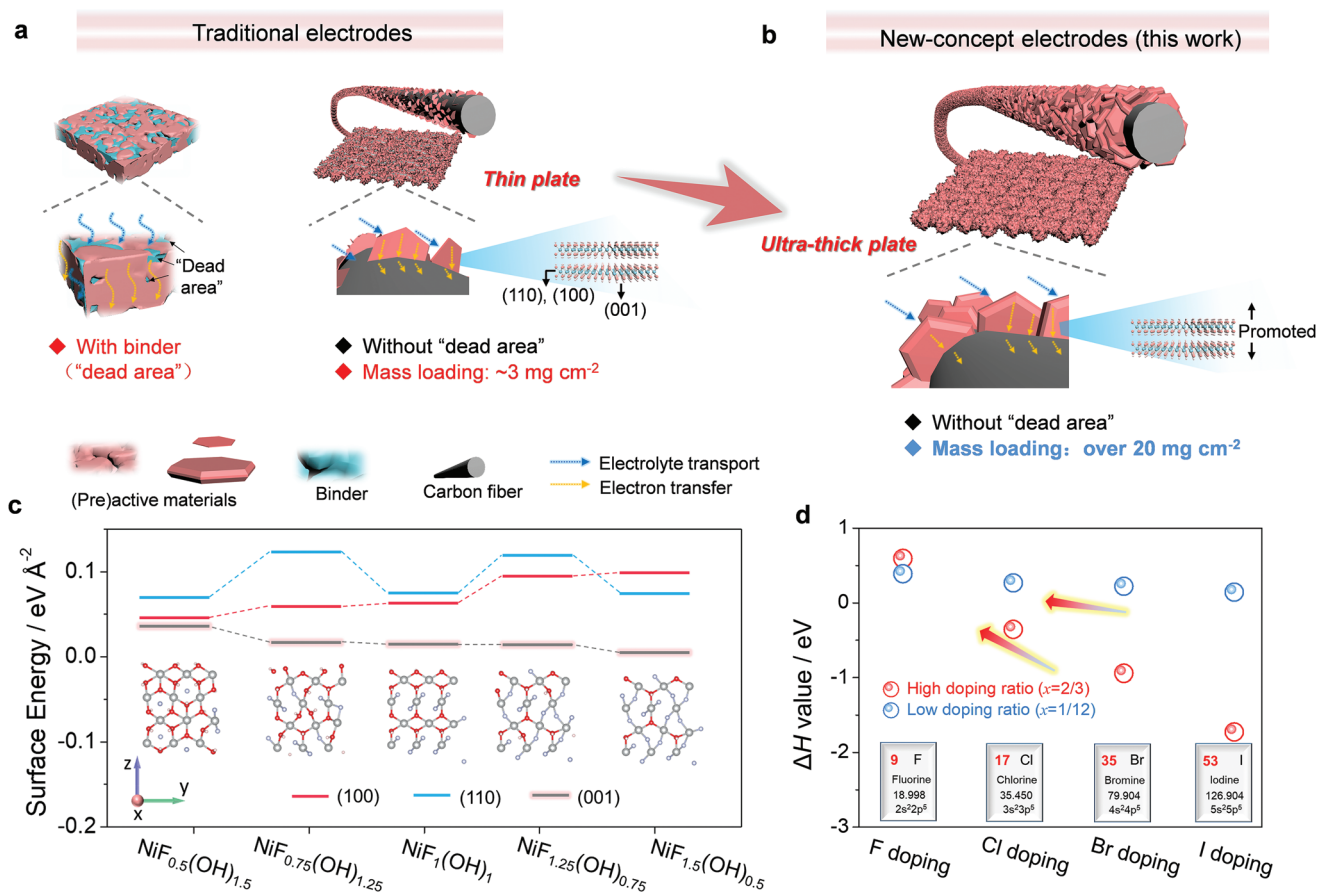 a
Traditional electrodes
b
New-concept electrodes (this work)
Thin plate
Ultra-thick plate
“Dead
area”
(110), (100)
(001)
Promoted
◆ With binder
(“dead area”)
◆ Without “dead area”
◆ Mass loading: ~3 mg cm⁻²
◆ Without “dead area”
◆ Mass loading: over 20 mg cm⁻²
(Pre)active materials
Binder
Carbon fiber
Electrolyte transport
Electron transfer
c
Surface Energy / eV Å⁻²
0.1
0.0
-0.1
-0.2
z
y
x
(100)
(110)
(001)
NiF₀.₅(OH)₁.₅
NiF₀.₇₅(OH)₁.₂₅
NiF₁(OH)₁
NiF₁.₂₅(OH)₀.₇₅
NiF₁.₅(OH)₀.₅
d
ΔH value / eV
1
0
-1
-2
-3
High doping ratio (x=2/3)
Low doping ratio (x=1/12)
9 F
Fluorine
18.998
2s²2p⁵
17 Cl
Chlorine
35.450
3s²3p⁵
35 Br
Bromine
79.904
4s²4p⁵
53 I
Iodine
126.904
5s²5p⁵
F doping
Cl doping
Br doping
I doping